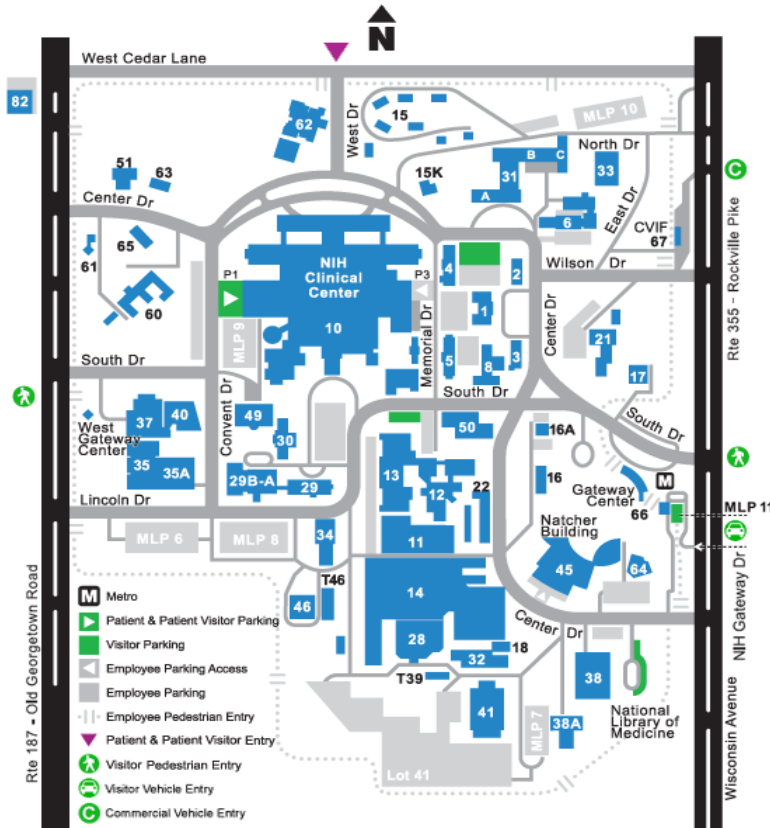 N
West Cedar Lane
82
62
West Dr
15
MLP 10
North Dr
B
C
31
A
33
51
63
15K
Center Dr
East Dr
6
CVIF
67
C
65
61
60
NIH
Clinical
Center
10
P1
P3
4
2
Wilson Dr
Rte 355 - Rockville Pike
MLP 9
Memorial Dr
1
5
8
3
Center Dr
21
17
South Dr
South Dr
South Dr
West
Gateway
Center
37
40
35
35A
Convent Dr
49
30
29B-A
29
50
16A
16
13
12
22
11
Gateway
Center
M
66
MLP 11
Lincoln Dr
MLP 6
MLP 8
34
Natcher
Building
45
64
14
T46
46
28
18
32
T39
Center Dr
NIH Gateway Dr
41
MLP 7
38
38A
National
Library of
Medicine
Lot 41
Wisconsin Avenue
Rte 187 - Old Georgetown Road
M Metro
Patient & Patient Visitor Parking
Visitor Parking
Employee Parking Access
Employee Parking
Employee Pedestrian Entry
Patient & Patient Visitor Entry
Visitor Pedestrian Entry
Visitor Vehicle Entry
C Commercial Vehicle Entry